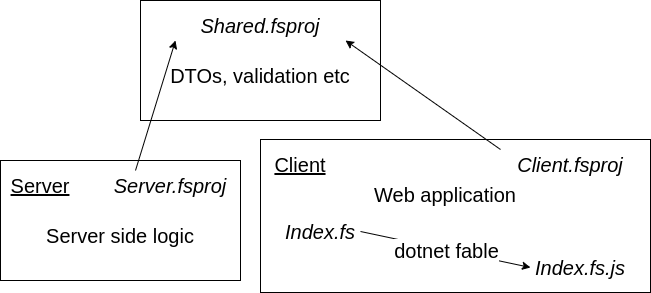 Shared.fsproj
DTOs, validation etc
Server Server.fsproj
Server side logic
Client Client.fsproj
Web application
Index.fs
dotnet fable
Index.fs.js